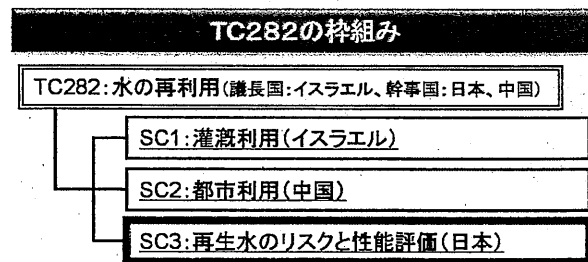 TC282の枠組み
TC282:水の再利用(議長国:イスラエル、幹事国:日本、中国)
SC1:灌漑利用(イスラエル)
SC2:都市利用(中国)
SC3:再生水のリスクと性能評価(日本)